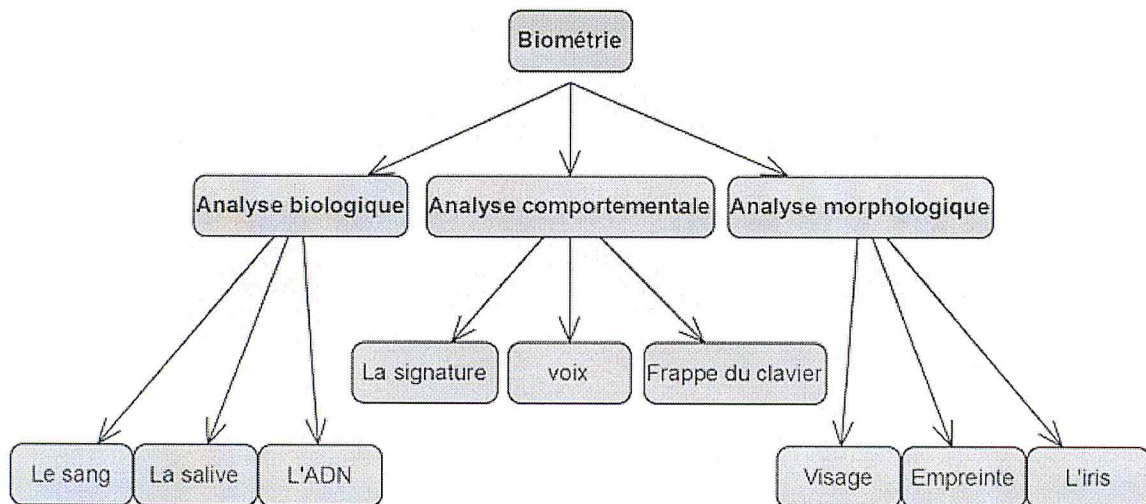 Biométrie
Analyse biologique
Analyse comportementale
Analyse morphologique
La signature
voix
Frappe du clavier
Le sang
La salive
L'ADN
Visage
Empreinte
L'iris